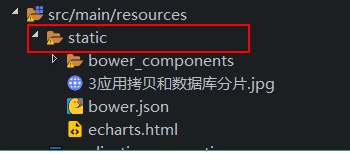 src/main/resources
static
bower_components
3应用拷贝和数据库分片.jpg
bower.json
echarts.html